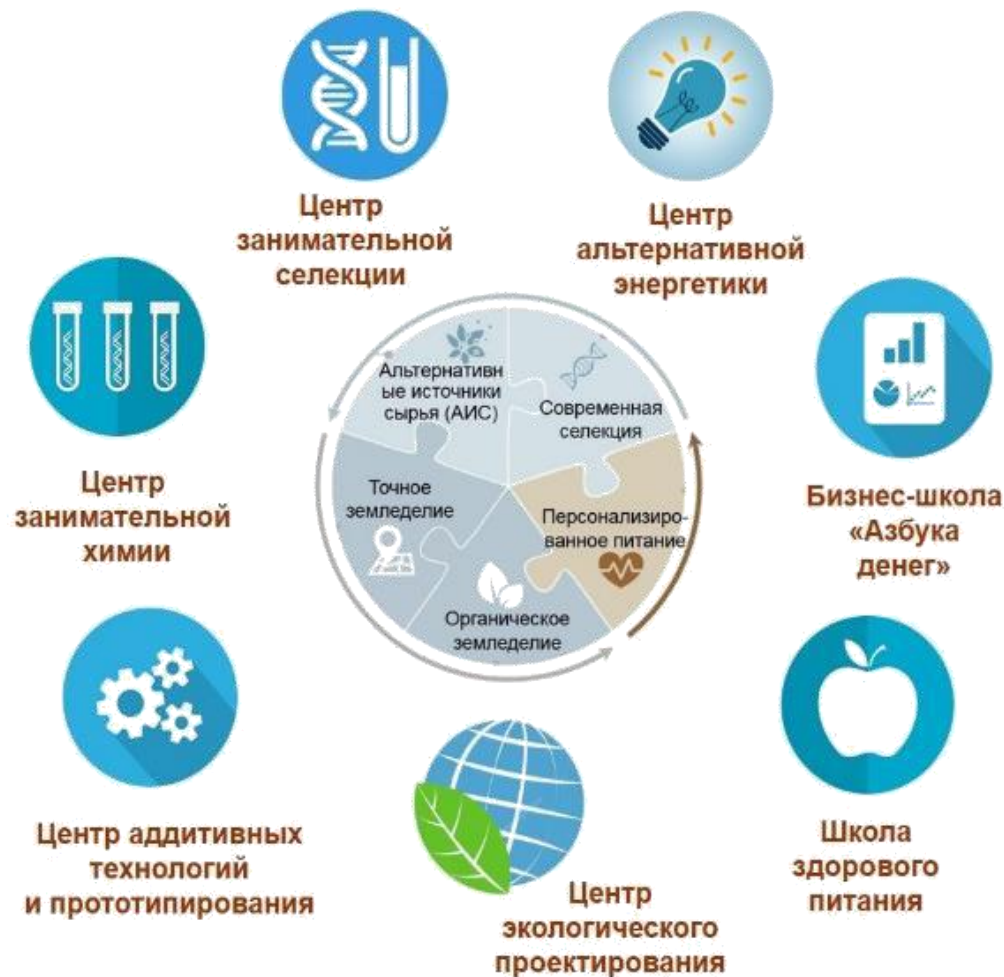 Центр
занимательной
селекции
Центр
альтернативной
энергетики
Центр
занимательной
химии
Альтернативн
ые источники
сырья (АИС)
Современная
селекция
Точное
земледелие
Персонализиро-
ванное питание
Органическое
земледелие
Бизнес-школа
«Азбука
денег»
Центр аддитивных
технологий
и прототипирования
Центр
экологического
проектирования
Школа
здорового
питания